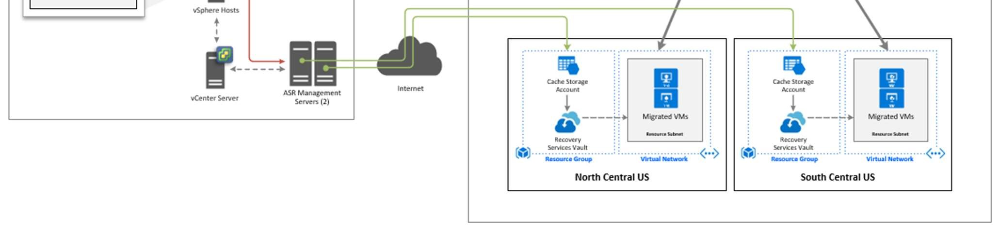 vSphere Hosts
vCenter Server
ASR Management
Servers (2)
Internet
Cache Storage
Account
Recovery
Services Vault
Resource Group
Migrated VMs
Resource Subnet
Virtual Network
North Central US
Cache Storage
Account
Recovery
Services Vault
Resource Group
Migrated VMs
Resource Subnet
Virtual Network
South Central US